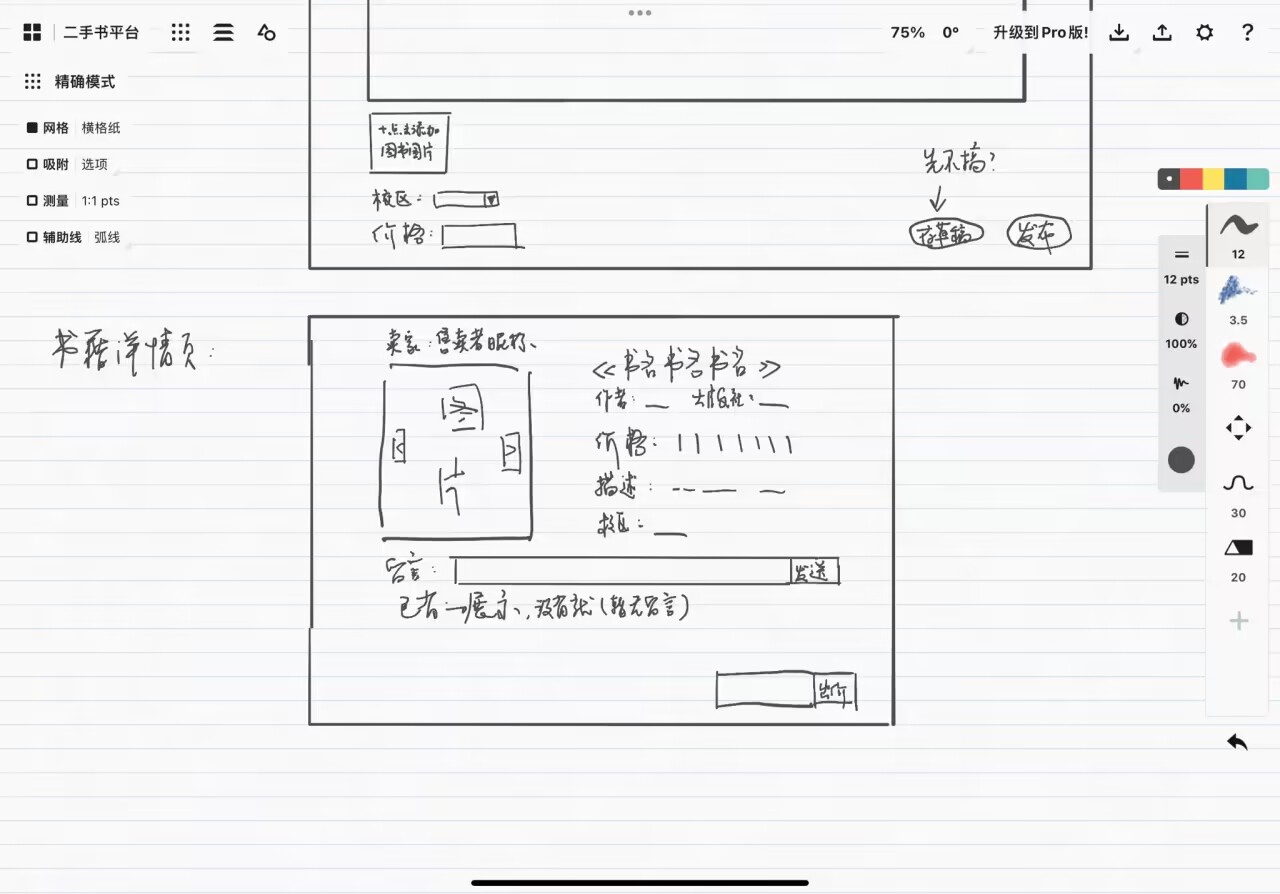 二手书平台
75% 0° 升级到 Pro 版! ?
精确模式
网格 横格纸
吸附 选项
测量 1:1 pts
辅助线 弧线
+点击添加
图书图片
校区：
价格：
先不搞？
存草稿 发布
12
12 pts
3.5
100%
70
0%
30
20
书籍详情页：
卖家：售卖者昵称、
《书名书名书名》
作者： 出版社：
图
片
< >
价格：
描述：
校区：
留言： 发送
已有一展示、，没有就（暂无留言）
出价